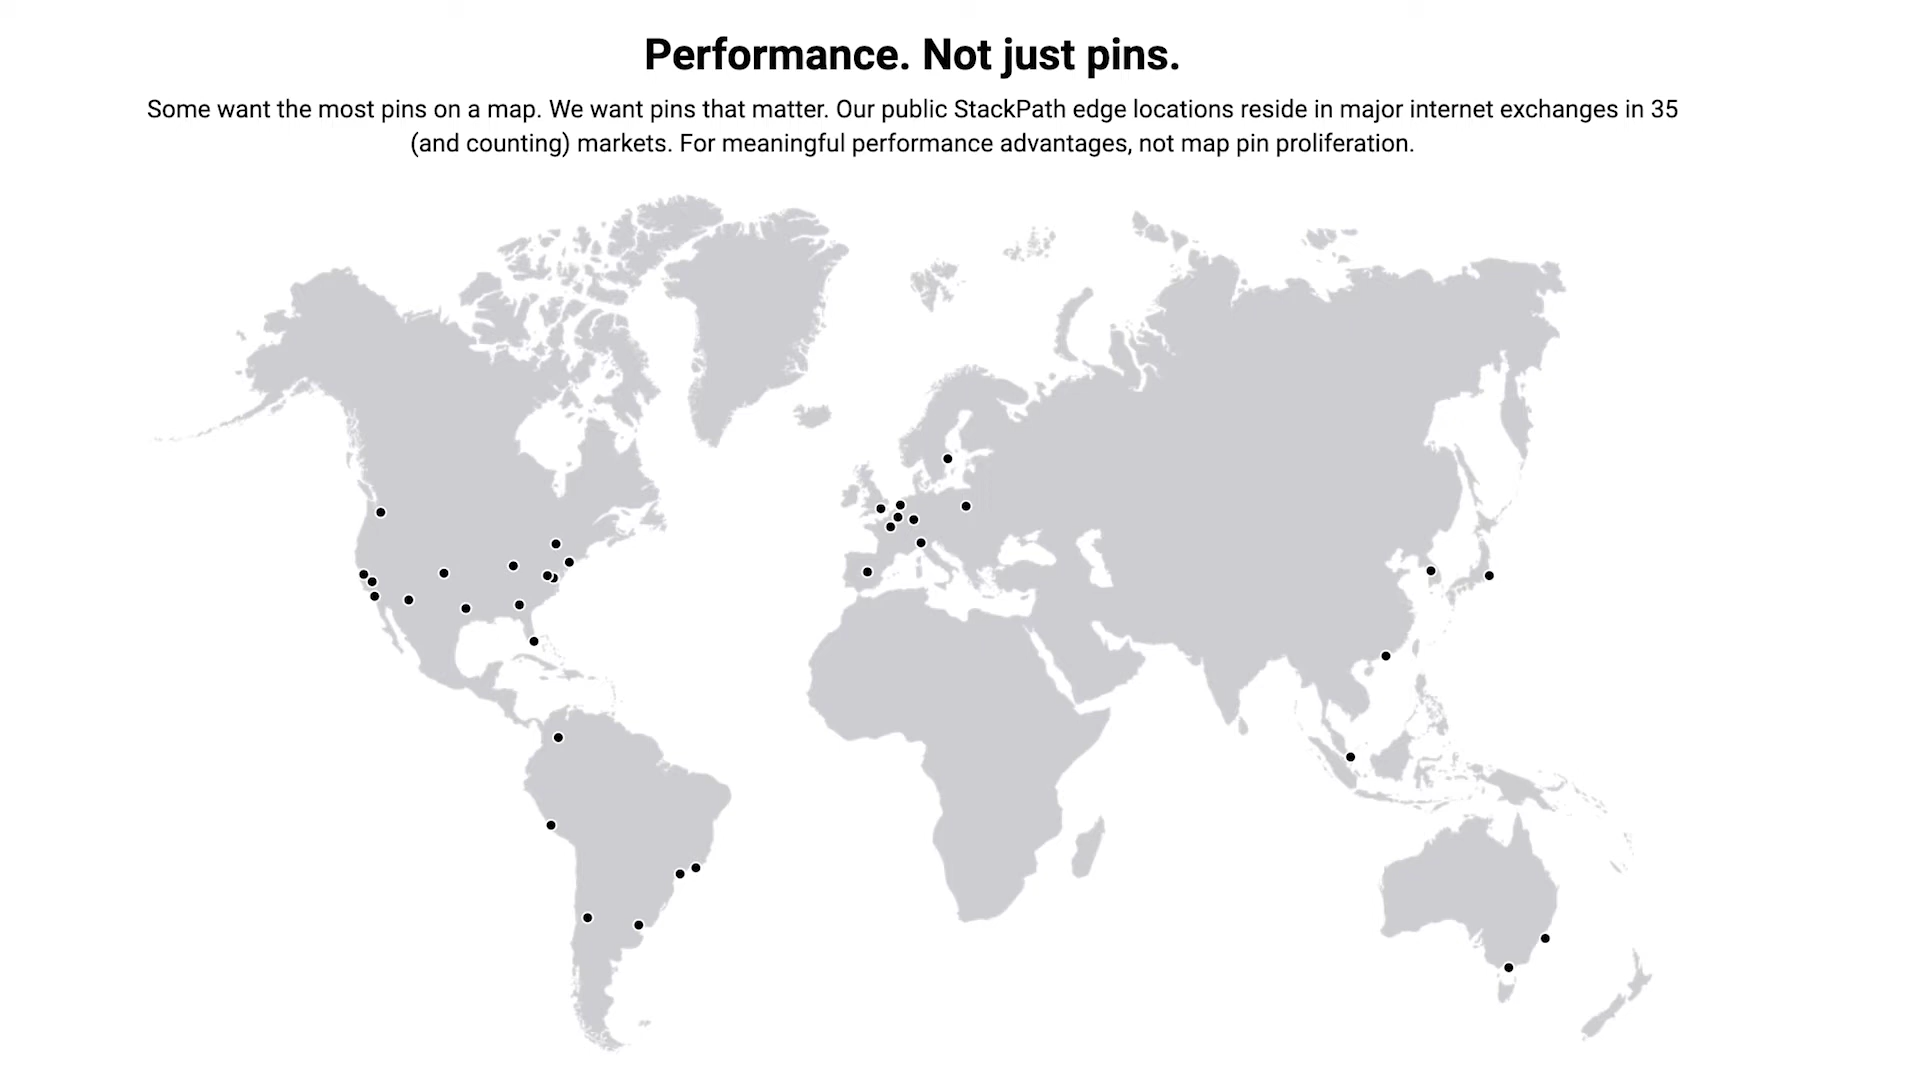 Performance. Not just pins.
Some want the most pins on a map. We want pins that matter. Our public StackPath edge locations reside in major internet exchanges in 35
(and counting) markets. For meaningful performance advantages, not map pin proliferation.